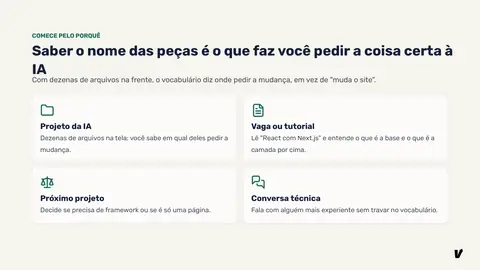 COMECE PELO PORQUÊ
Saber o nome das peças é o que faz você pedir a coisa certa à
IA
Com dezenas de arquivos na frente, o vocabulário diz onde pedir a mudança, em vez de "muda o site".
Projeto da IA
Dezenas de arquivos na tela: você sabe em qual deles pedir a
mudança.
Vaga ou tutorial
Lê "React com Next.js" e entende o que é a base e o que é a
camada por cima.
Próximo projeto
Decide se precisa de framework ou se é só uma página.
Conversa técnica
Fala com alguém mais experiente sem travar no vocabulário.